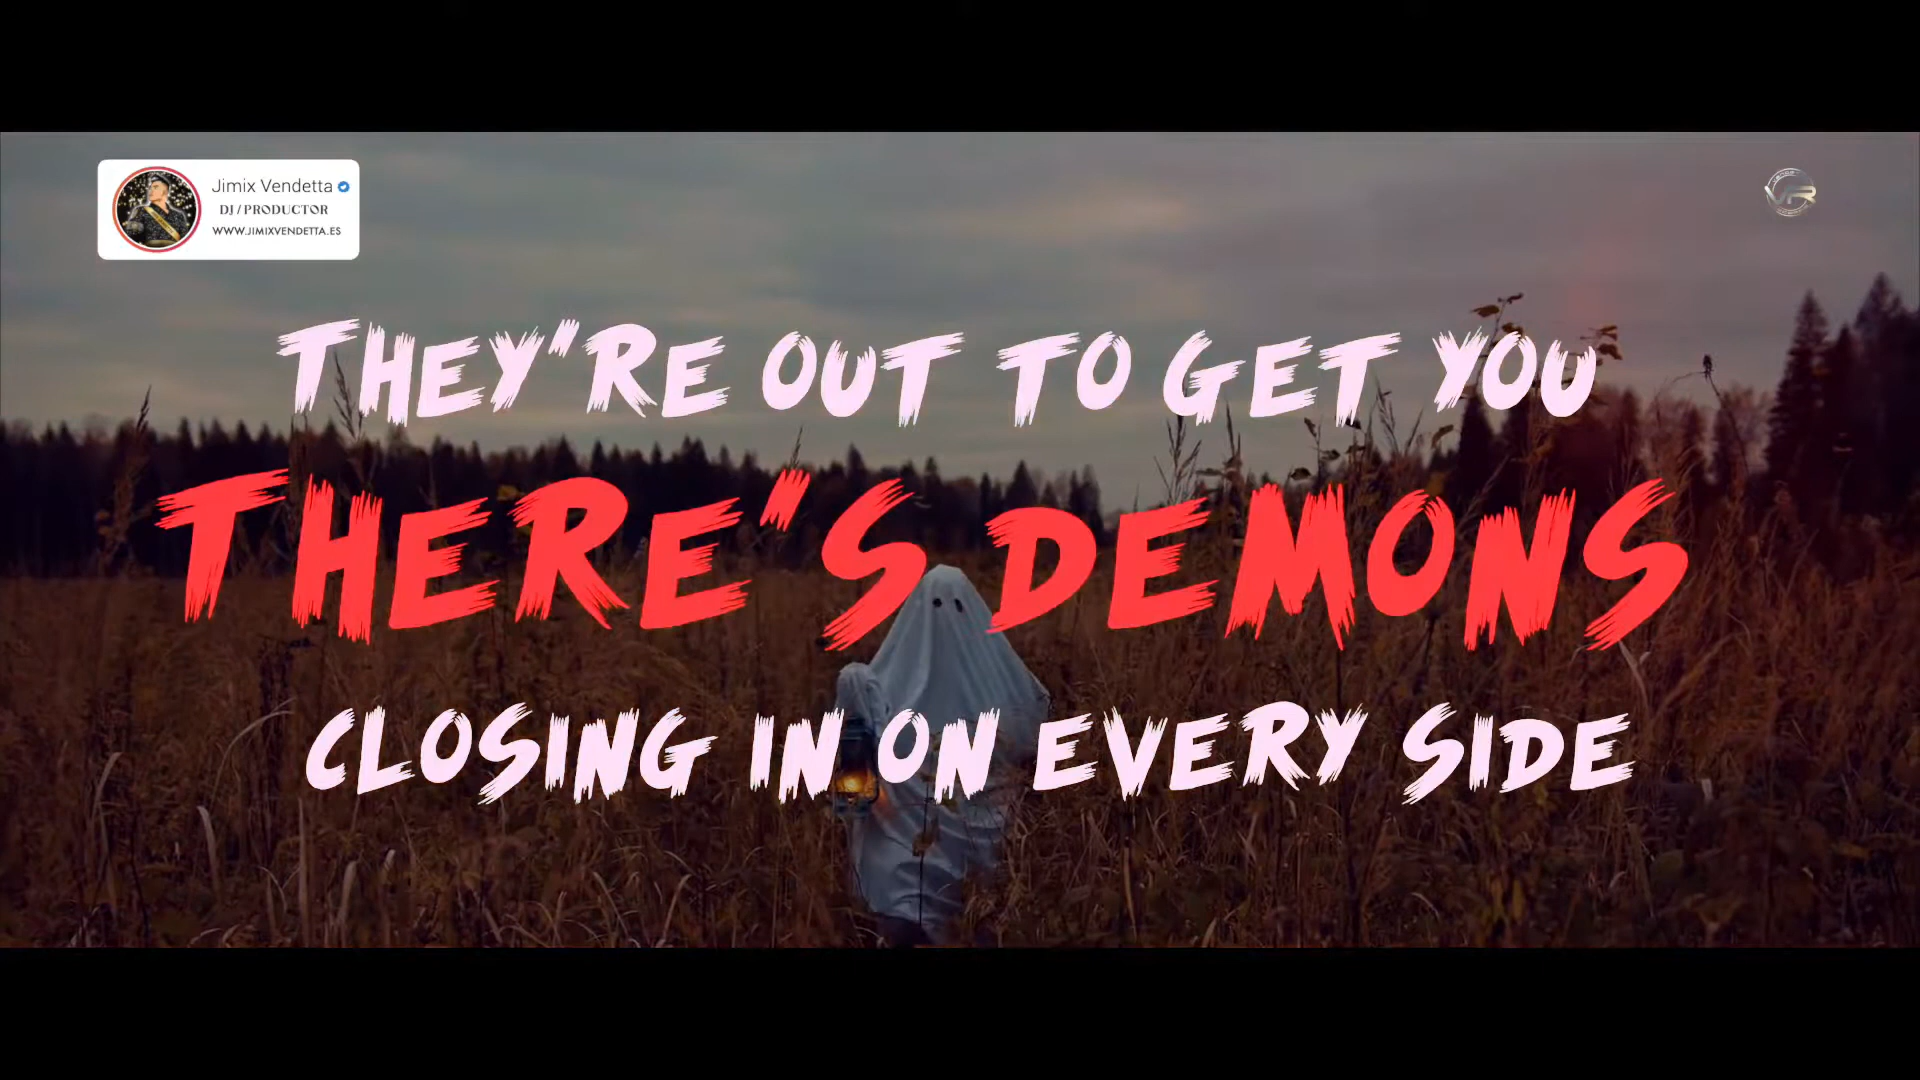 Jimix Vendetta
DJ / PRODUCTOR
WWW.JIMIXVENDETTA.ES
VR
THEY'RE OUT TO GET YOU
THERE'S DEMONS
CLOSING IN ON EVERY SIDE